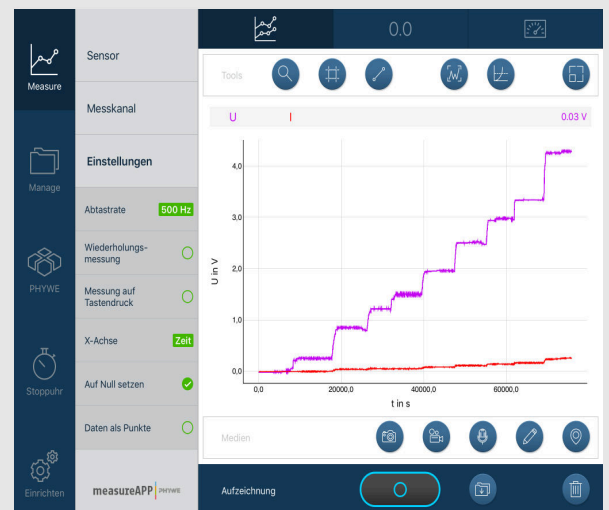 0.0
Measure
Sensor
Tools
Messkanal
U I 0.03 V
Einstellungen
Manage
Abtastrate 500 Hz
Wiederholungs-
messung
PHYWE
Messung auf
Tastendruck
X-Achse Zeit
Stoppuhr
Auf Null setzen
Daten als Punkte
Einrichten
measureAPP PHYWE
4,0
3,0
2,0
1,0
0,0
U in V
0,0 20000,0 40000,0 60000,0
t in s
Medien
Aufzeichnung